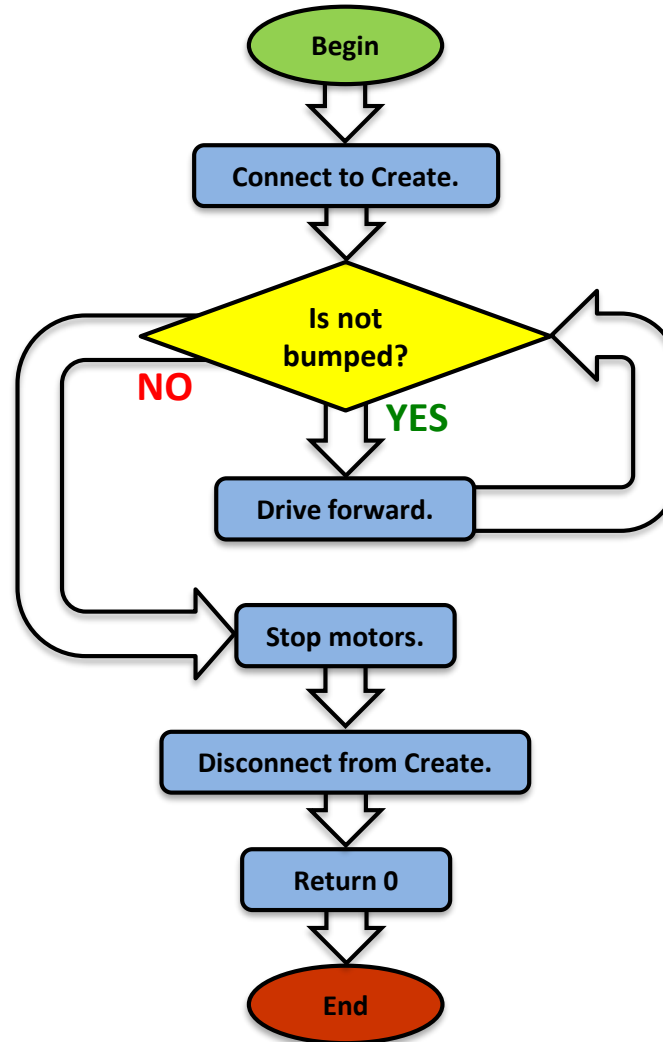 Begin
Connect to Create.
Is not
bumped?
NO
YES
Drive forward.
Stop motors.
Disconnect from Create.
Return 0
End